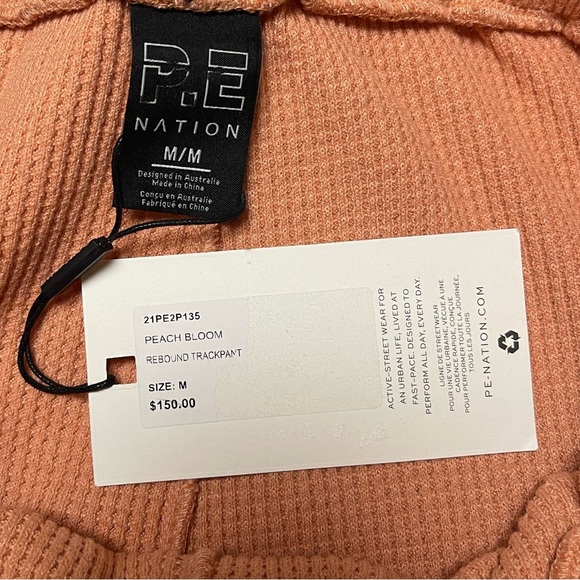 P.E
NATION
M/M
Designed in Australia
Made in China
Conçu en Australie
Fabriqué en Chine
21PE2P135
PEACH BLOOM
REBOUND TRACKPANT
SIZE: M
$150.00
ACTIVE-STREET WEAR FOR
AN URBAN LIFE, LIVED AT
FAST-PACE. DESIGNED TO
PERFORM ALL DAY, EVERY DAY.
LIGNE DE STREETWEAR
POUR UNE VIE URBAINE, VÉCUE À UNE
CADENCE RAPIDE, CONÇUE
POUR PERFORMER TOUTE LA JOURNÉE,
TOUS LES JOURS
PE-NATION.COM